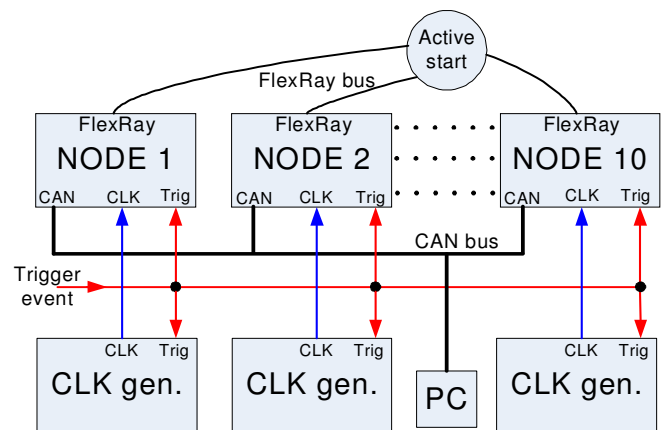 Active
start
FlexRay bus
FlexRay FlexRay FlexRay
NODE 1 NODE 2 NODE 10
CAN CLK Trig CAN CLK Trig CAN CLK Trig
CAN bus
Trigger
event
CLK Trig CLK Trig CLK Trig
CLK gen. CLK gen. PC CLK gen.